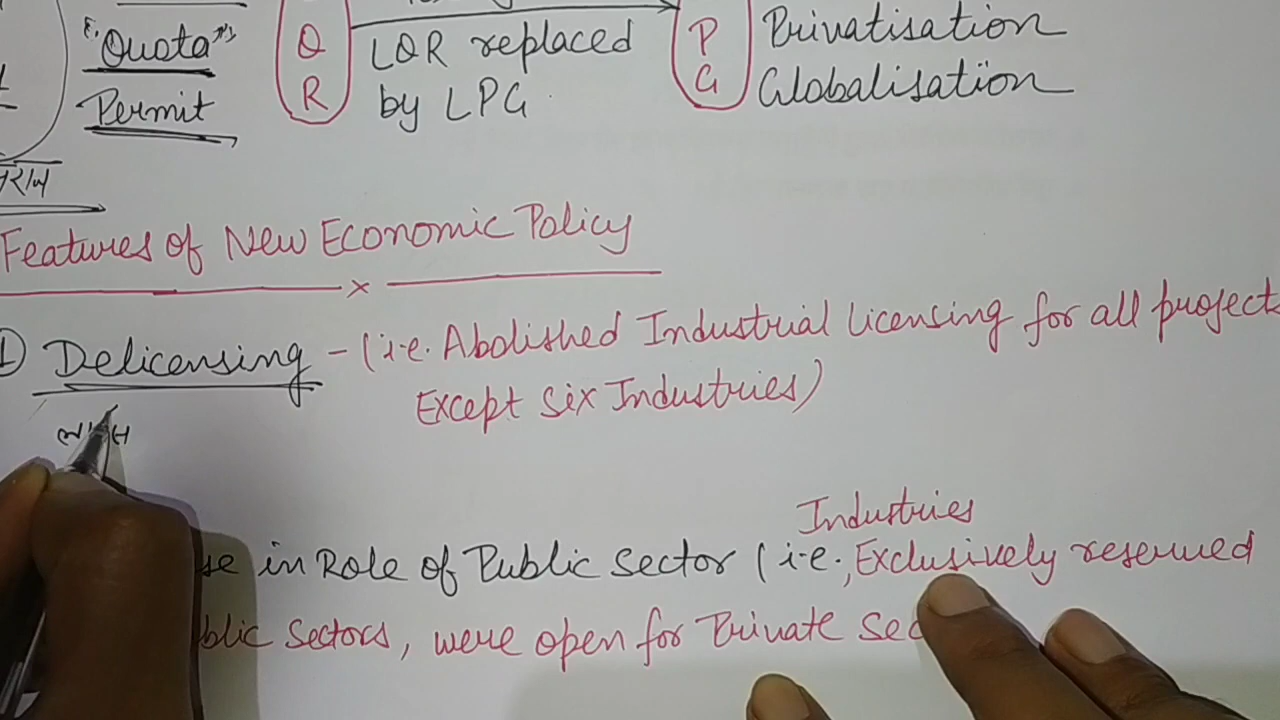 "Quota"
Permit
Q
R
LQR replaced
by LPG
P
G
Privatisation
Globalisation
Features of New Economic Policy
1) Delicensing - (i.e. Abolished Industrial licensing for all projects
Except Six Industries)
Industries
se in Role of Public Sector (i.e., Exclusively reserved
blic Sectors, were open for Private Sec